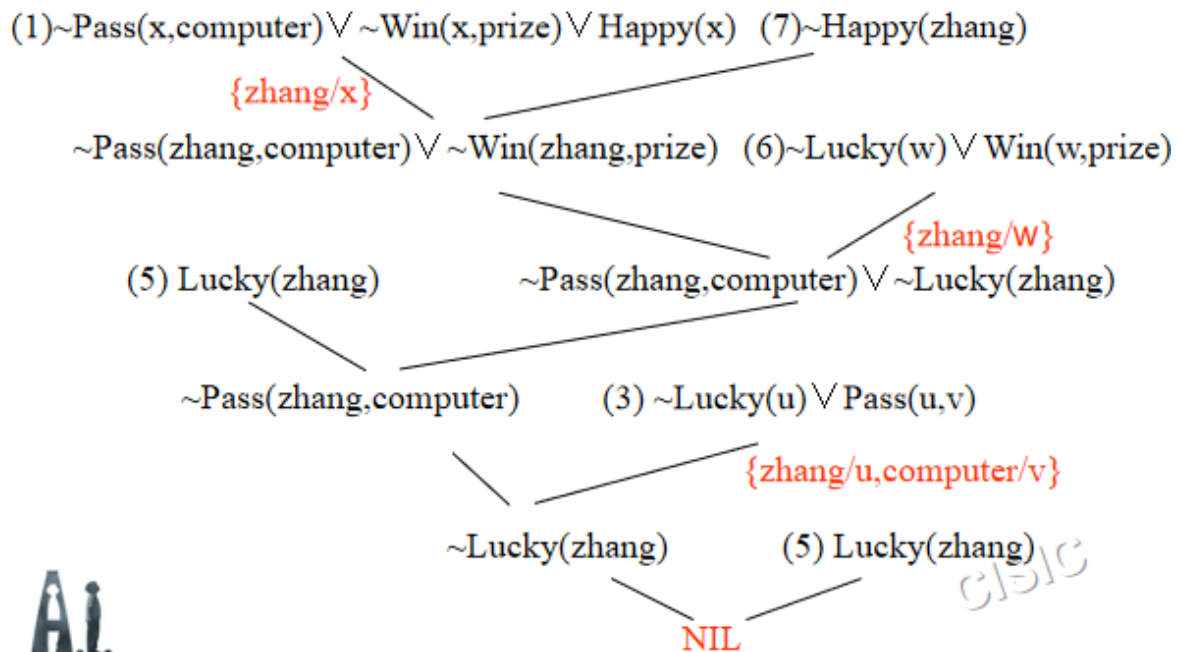 (1)~Pass(x,computer)∨~Win(x,prize)∨Happy(x) (7)~Happy(zhang)
{zhang/x}
~Pass(zhang,computer)∨~Win(zhang,prize) (6)~Lucky(w)∨Win(w,prize)
{zhang/w}
(5) Lucky(zhang) ~Pass(zhang,computer)∨~Lucky(zhang)
~Pass(zhang,computer) (3) ~Lucky(u)∨Pass(u,v)
{zhang/u,computer/v}
~Lucky(zhang) (5) Lucky(zhang)
CISIC
NIL
A.I.